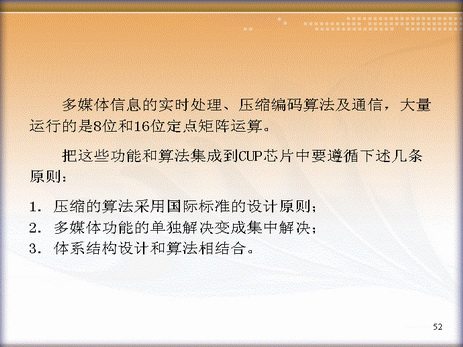 多媒体信息的实时处理、压缩编码算法及通信，大量
运行的是8位和16位定点矩阵运算。
把这些功能和算法集成到CUP芯片中要遵循下述几条
原则：
1．压缩的算法采用国际标准的设计原则；
2．多媒体功能的单独解决变成集中解决；
3．体系结构设计和算法相结合。
52